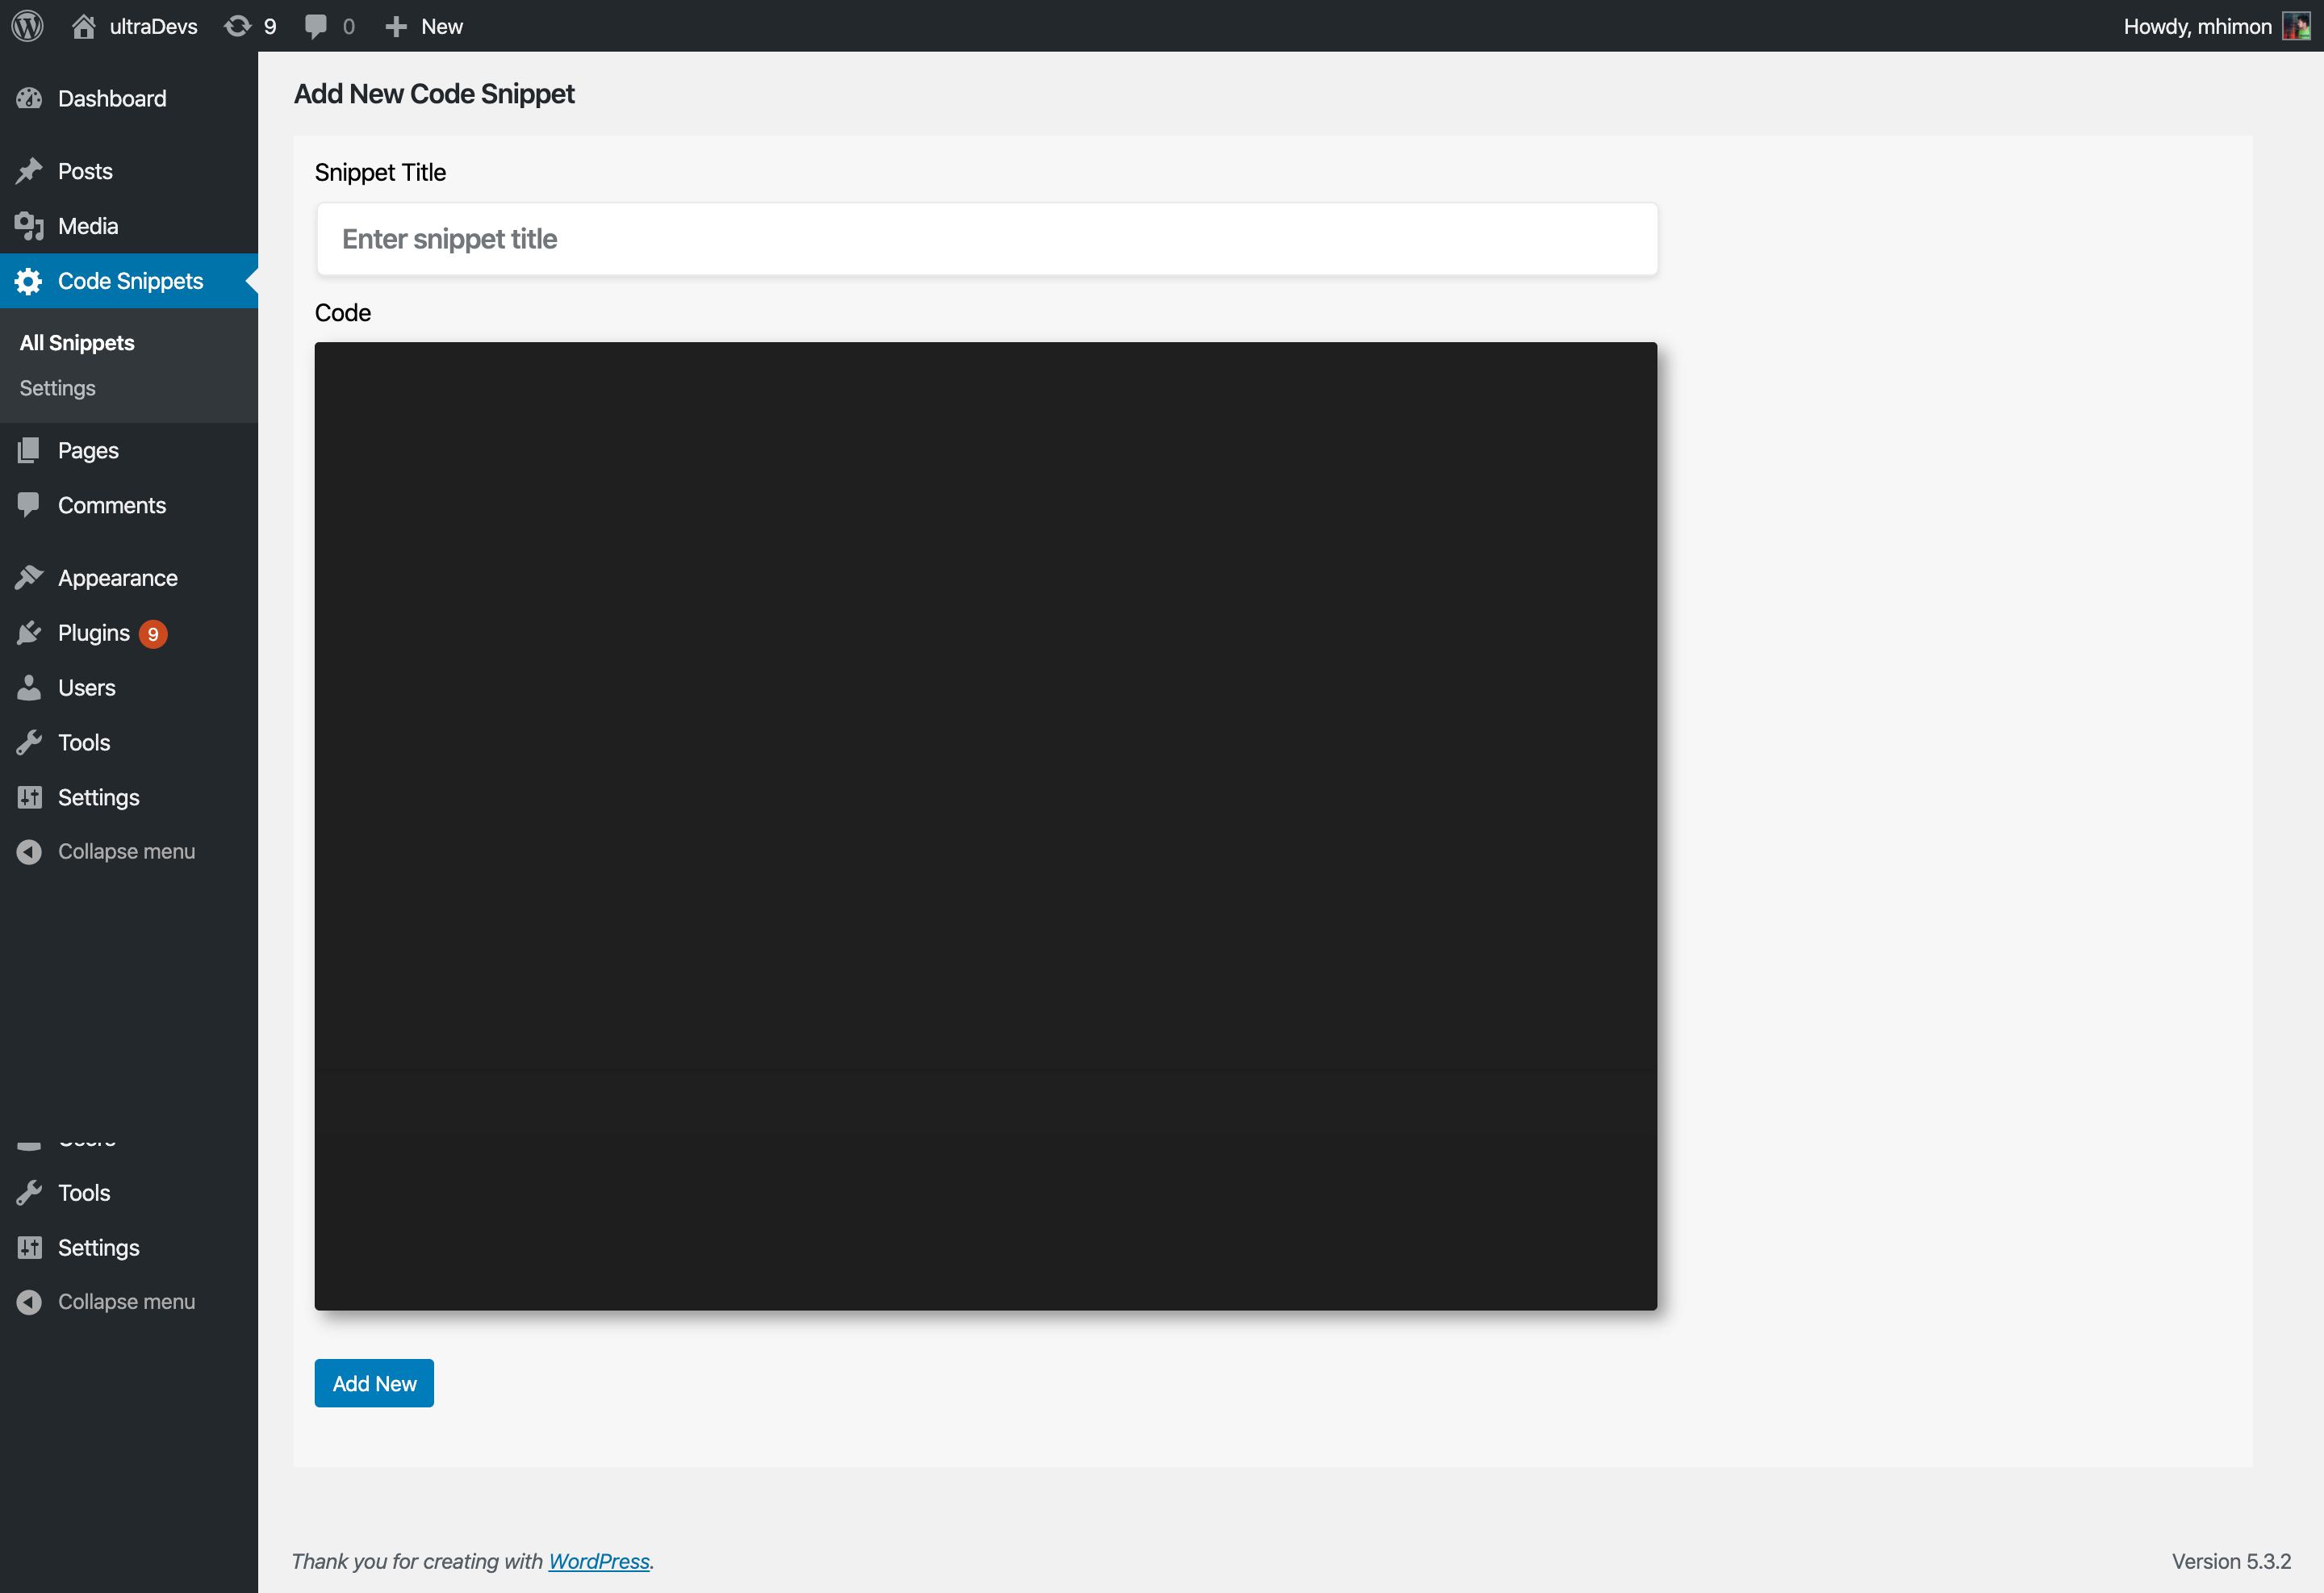 ultraDevs 9 0 New Howdy, mhimon
Dashboard
Posts
Media
Code Snippets
All Snippets
Settings
Pages
Comments
Appearance
Plugins 9
Users
Tools
Settings
Collapse menu
Tools
Settings
Collapse menu
Add New Code Snippet
Snippet Title
Enter snippet title
Code
Add New
Thank you for creating with WordPress.
Version 5.3.2